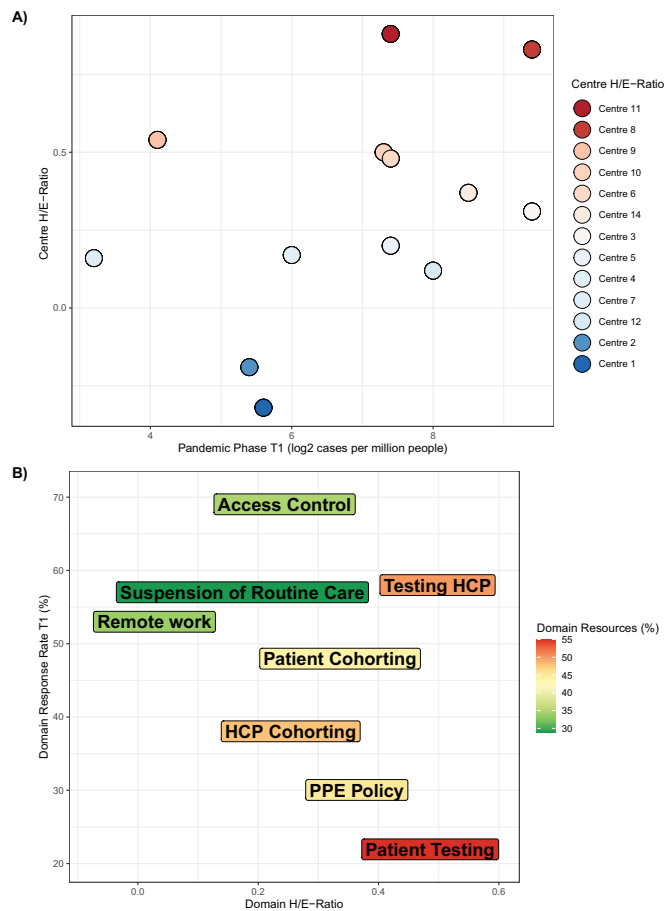 A)
Centre H/E−Ratio
0.5
0.0
4
6
8
Pandemic Phase T1 (log2 cases per million people)
Centre H/E−Ratio
Centre 11
Centre 8
Centre 9
Centre 10
Centre 6
Centre 14
Centre 3
Centre 5
Centre 4
Centre 7
Centre 12
Centre 2
Centre 1
B)
Domain Response Rate T1 (%)
70
60
50
40
30
20
Access Control
Testing HCP
Suspension of Routine Care
Remote work
Patient Cohorting
HCP Cohorting
PPE Policy
Patient Testing
0.0
0.2
0.4
0.6
Domain H/E−Ratio
Domain Resources (%)
55
50
45
40
35
30